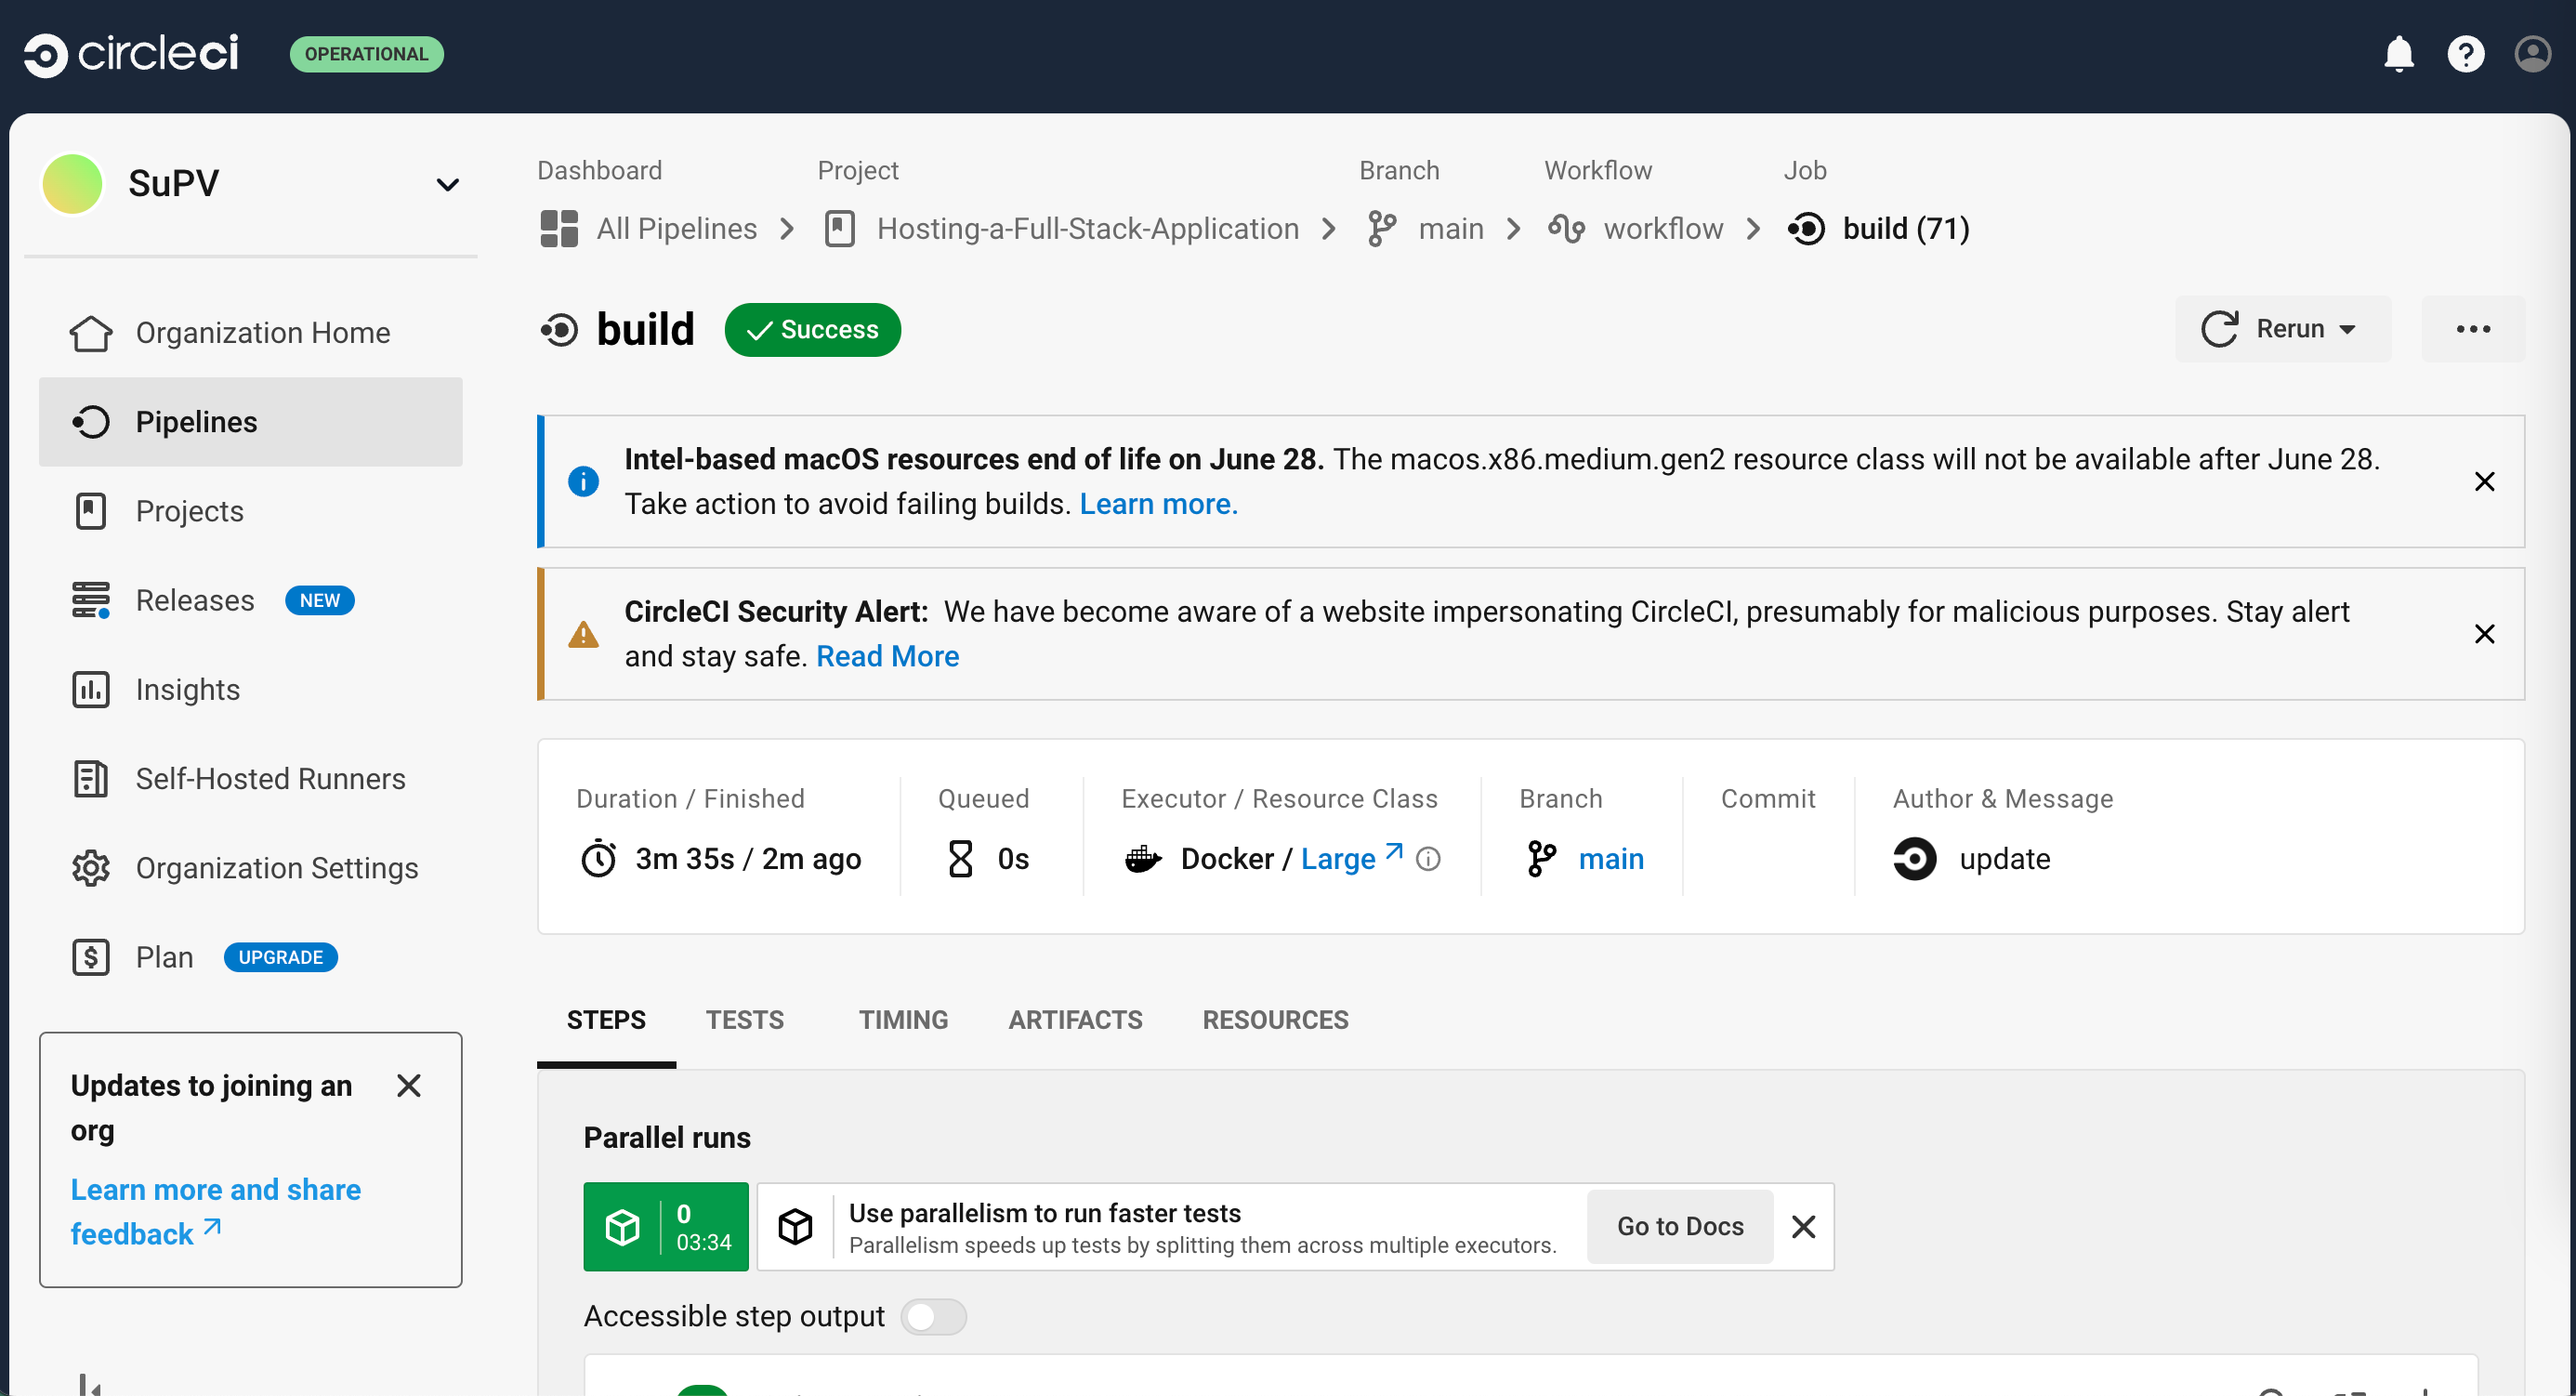 circleci
OPERATIONAL
SuPV
Organization Home
Pipelines
Projects
Releases NEW
Insights
Self-Hosted Runners
Organization Settings
Plan UPGRADE
Updates to joining an
org
Learn more and share
feedback
Dashboard Project Branch Workflow Job
All Pipelines Hosting-a-Full-Stack-Application main workflow build (71)
build Success
Rerun
Intel-based macOS resources end of life on June 28. The macos.x86.medium.gen2 resource class will not be available after June 28.
Take action to avoid failing builds. Learn more.
CircleCI Security Alert: We have become aware of a website impersonating CircleCI, presumably for malicious purposes. Stay alert
and stay safe. Read More
Duration / Finished Queued Executor / Resource Class Branch Commit Author & Message
3m 35s / 2m ago 0s Docker / Large main update
STEPS TESTS TIMING ARTIFACTS RESOURCES
Parallel runs
0
03:34
Use parallelism to run faster tests
Parallelism speeds up tests by splitting them across multiple executors.
Go to Docs
Accessible step output